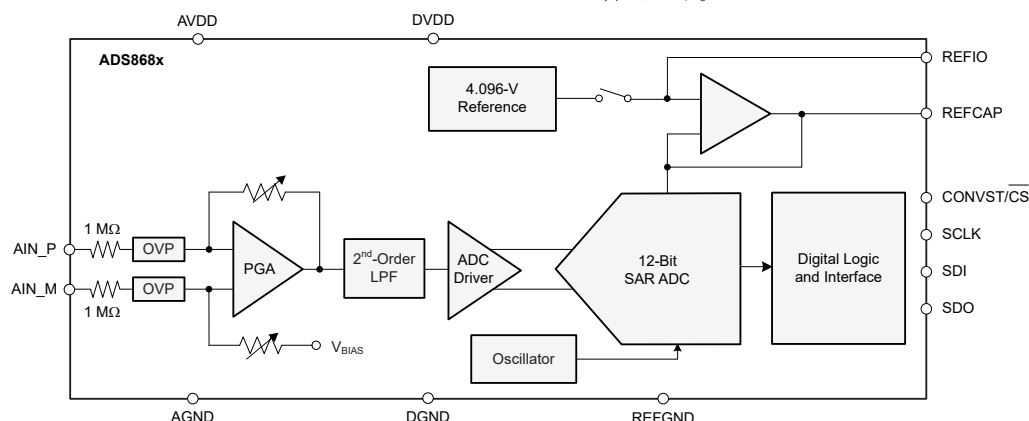 AVDD
DVDD
ADS868x
4.096-V
Reference
REFIO
REFCAP
CONVST/CS
SCLK
SDI
SDO
1 MΩ
AIN_P
OVP
AIN_M
OVP
1 MΩ
PGA
2nd-Order
LPF
ADC
Driver
12-Bit
SAR ADC
Digital Logic
and Interface
VBIAS
Oscillator
AGND
DGND
REFGND